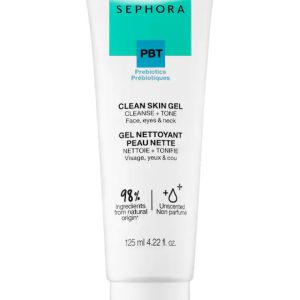 SEPHORA
PBT
Prebiotics
Prébiotiques
CLEAN SKIN GEL
CLEANSE + TONE
Face, eyes & neck
GEL NETTOYANT
PEAU NETTE
NETTOIE + TONIFIE
Visage, yeux & cou
98%
Ingredients
from natural
origin*
Unscented
Non parfumé
125 ml 4.22 fl. oz.